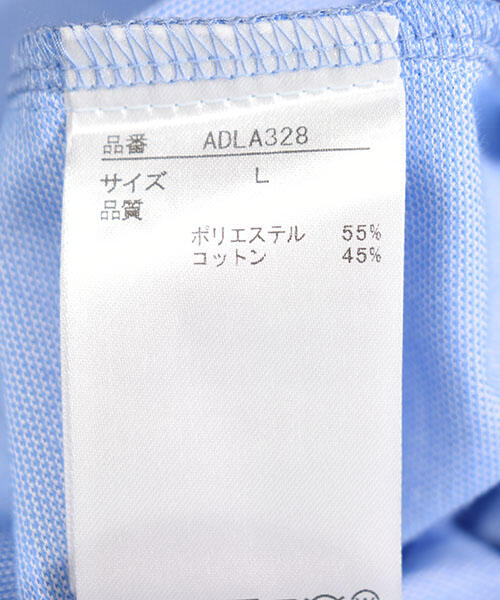 品番 ADLA328
サイズ L
品質
ポリエステル 55%
コットン 45%